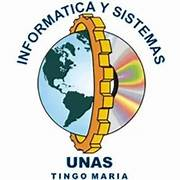 INFORMATICA Y SISTEMAS
UNAS
TINGO MARIA